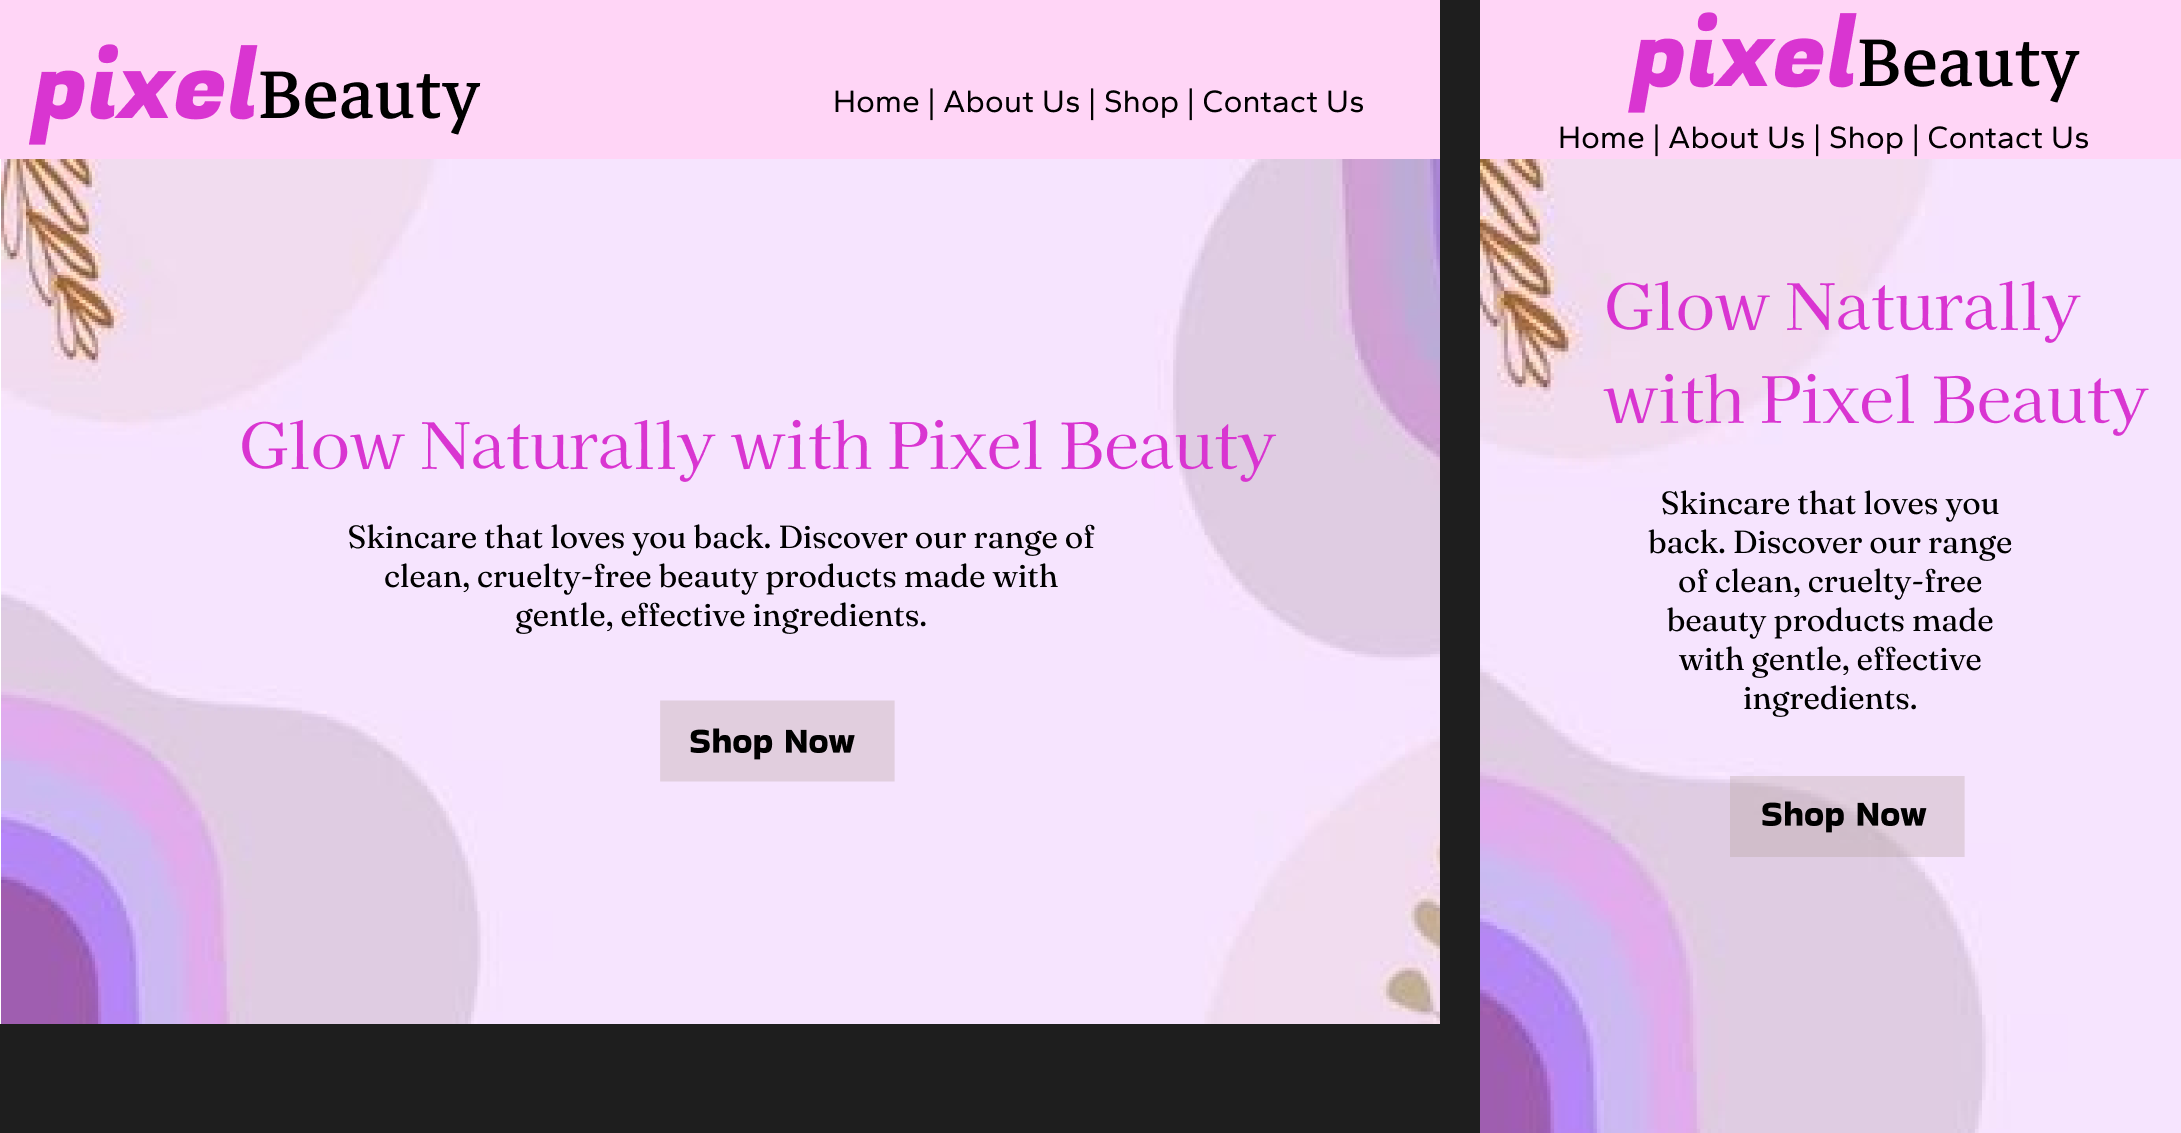 pixelBeauty
Home | About Us | Shop | Contact Us
Glow Naturally with Pixel Beauty
Skincare that loves you back. Discover our range of
clean, cruelty-free beauty products made with
gentle, effective ingredients.
Shop Now
pixelBeauty
Home | About Us | Shop | Contact Us
Glow Naturally
with Pixel Beauty
Skincare that loves you
back. Discover our range
of clean, cruelty-free
beauty products made
with gentle, effective
ingredients.
Shop Now